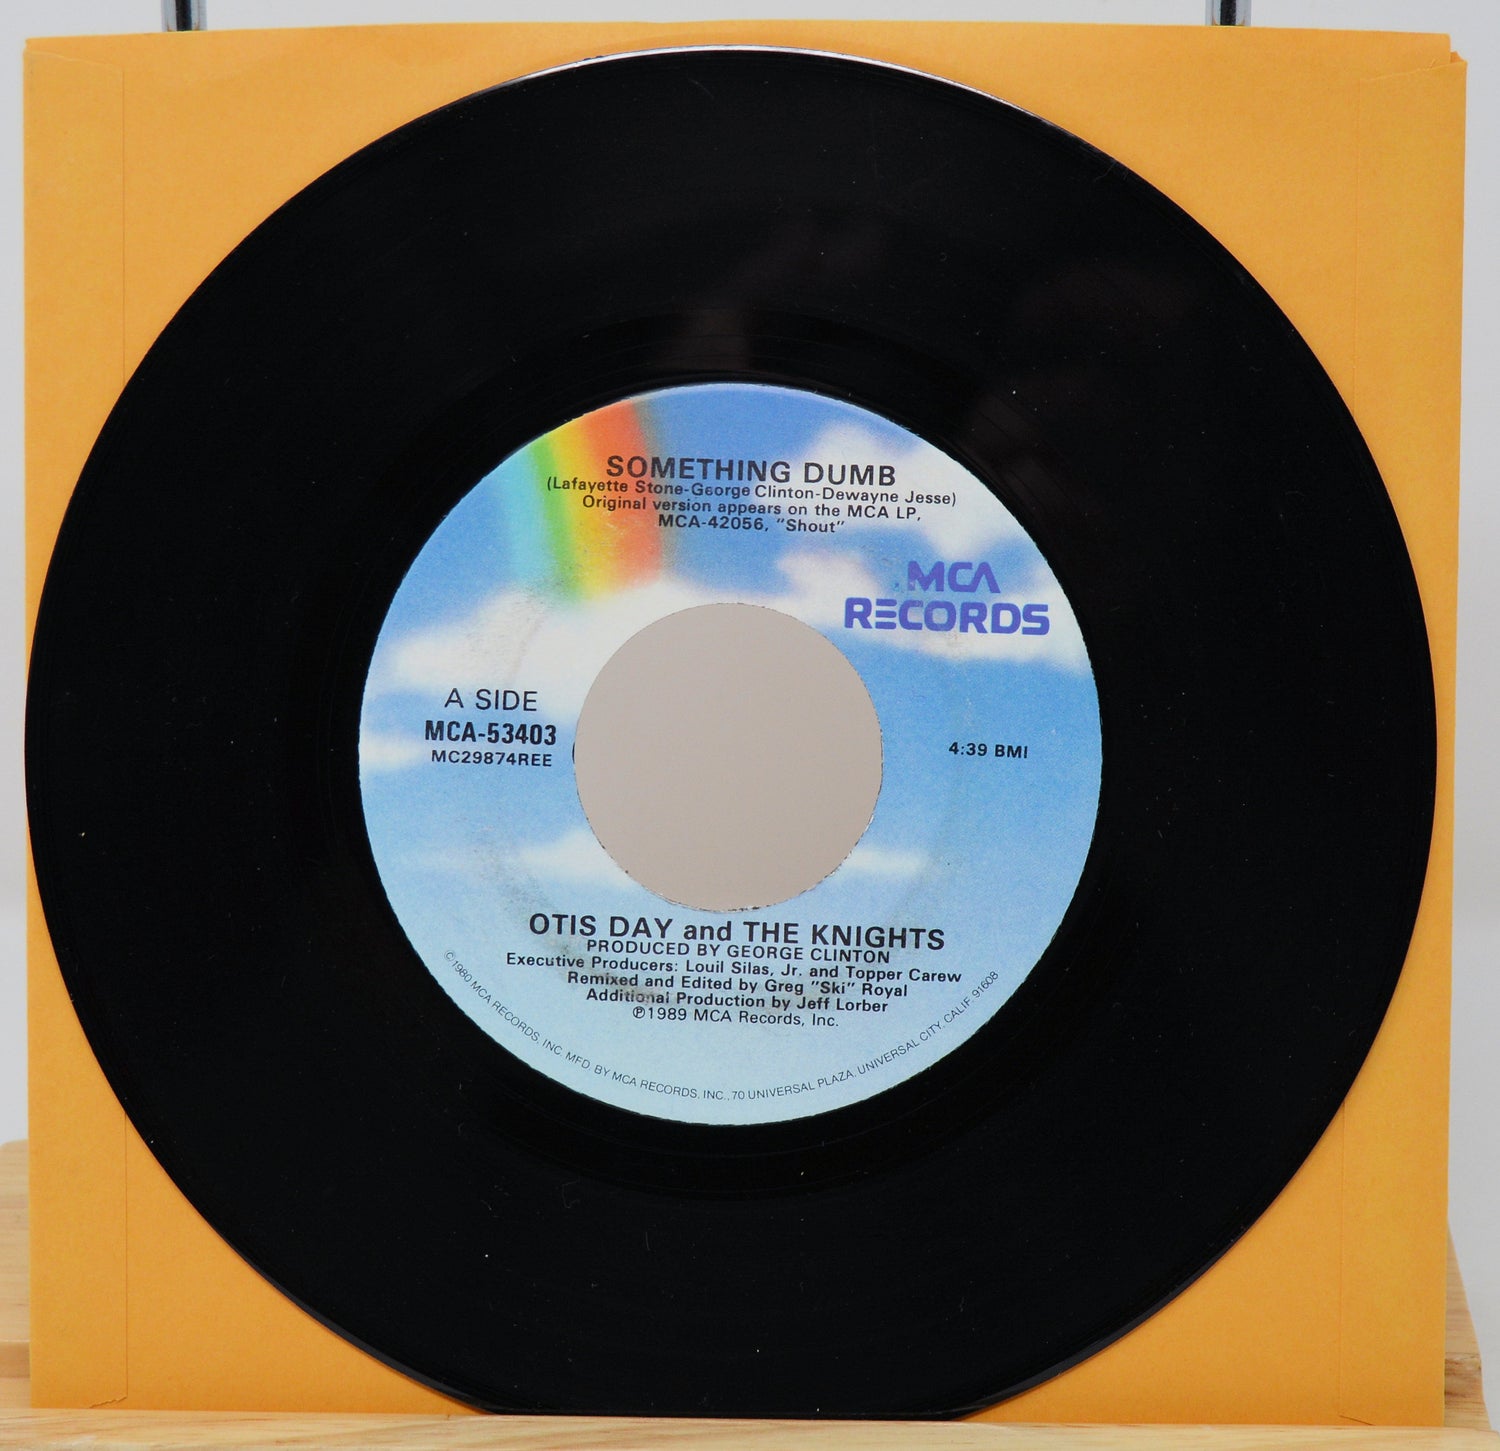 SOMETHING DUMB
(Lafayette Stone-George Clinton-Dewayne Jesse)
Original version appears on the MCA LP,
MCA-42056, "Shout"
MCA
RECORDS
A SIDE
MCA-53403
MC29874REE
4:39 BMI
OTIS DAY and THE KNIGHTS
PRODUCED BY GEORGE CLINTON
Executive Producers: Louil Silas, Jr. and Topper Carew
Remixed and Edited by Greg "Ski" Royal
Additional Production by Jeff Lorber
℗1989 MCA Records, Inc.
©1980 MCA RECORDS, INC. MFD. BY MCA RECORDS, INC., 70 UNIVERSAL PLAZA, UNIVERSAL CITY, CALIF. 91608